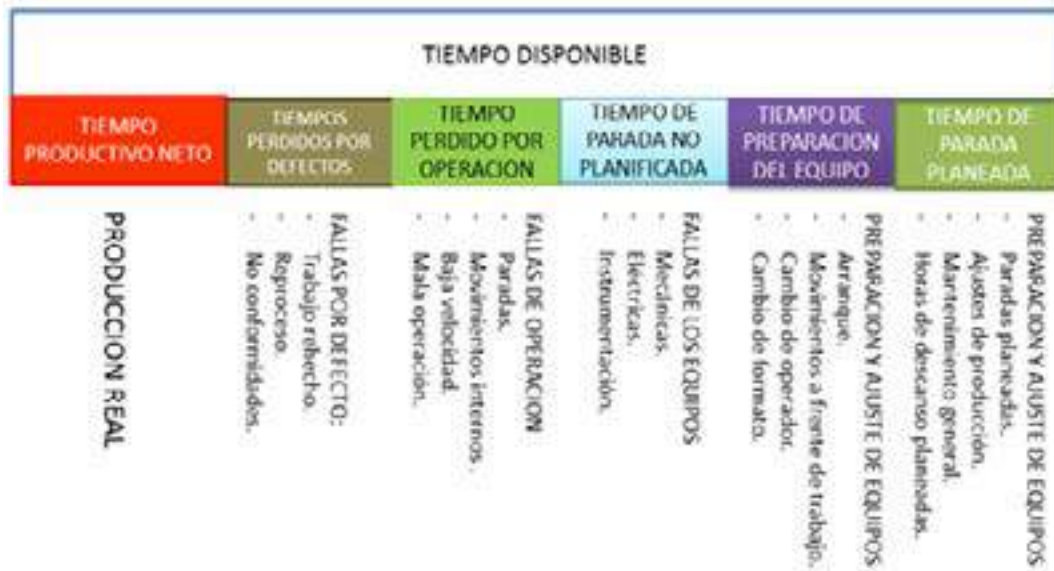 TIEMPO DISPONIBLE
TIEMPO
PRODUCTIVO NETO
TIEMPOS
PERDIDOS POR
DEFECTOS
TIEMPO
PERDIDO POR
OPERACION
TIEMPO DE
PARADA NO
PLANIFICADA
TIEMPO DE
PREPARACION
DEL EQUIPO
TIEMPO DE
PARADA
PLANEADA
PRODUCCION REAL
FALLAS POR DEFECTO:
- Trabajo rehecho.
- Reproceso.
- No conformidades.
FALLAS DE OPERACION
- Paradas.
- Movimientos internos .
- Baja velocidad.
- Mala operación.
FALLAS DE LOS EQUIPOS
- Mecánicas.
- Electricas.
- Instrumentación.
PREPARACION Y AJUSTE DE EQUIPOS
- Arranque.
- Movimientos a frente de trabajo.
- Cambio de operador.
- Cambio de formato.
PREPARACION Y AJUSTE DE EQUIPOS
- Paradas planeadas.
- Ajustes de producción.
- Mantenimiento general.
- Horas de descanso planeadas.